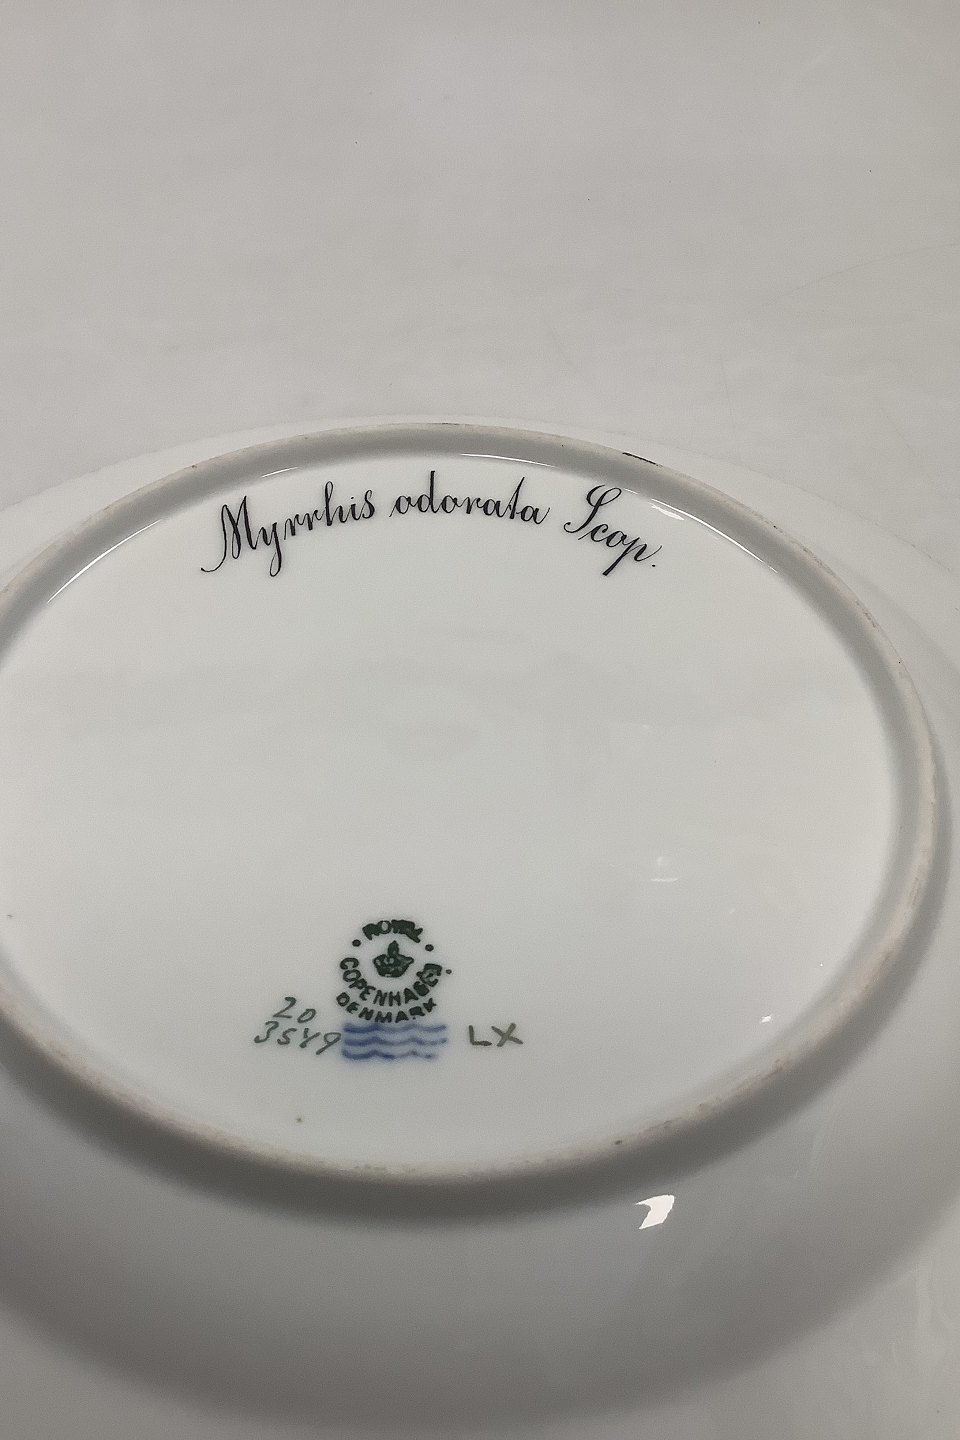 Myrrhis odorata Scop.
ROYAL
COPENHAGEN
DENMARK
20
3549
LX